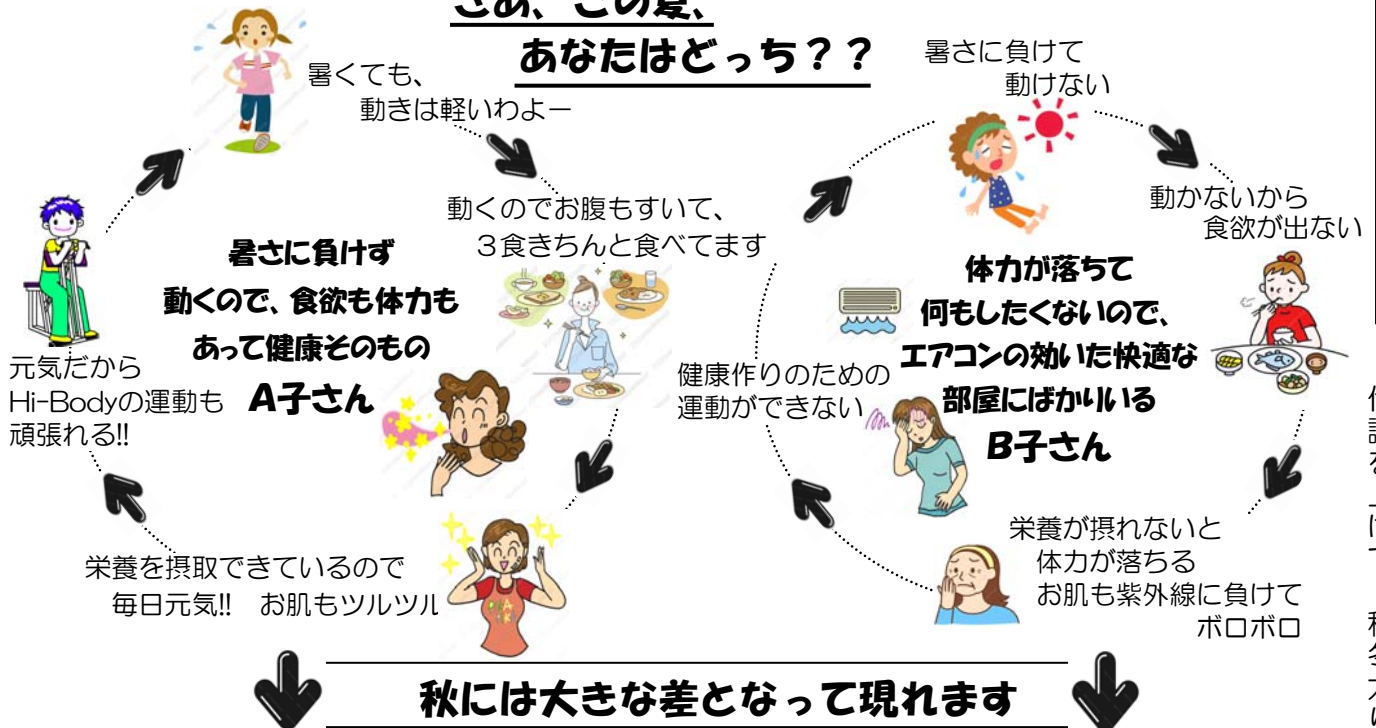 さあ、この夏、
あなたはどっち？？
暑くても、
動きは軽いわよー
動くのでお腹もすいて、
３食きちんと食べてます
暑さに負けず
動くので、食欲も体力も
あって健康そのもの
A子さん
元気だから
Hi-Bodyの運動も
頑張れる!!
栄養を摂取できているので
毎日元気!!　お肌もツルツル
暑さに負けて
動けない
動かないから
食欲が出ない
体力が落ちて
何もしたくないので、
エアコンの効いた快適な
部屋にばかりいる
B子さん
健康作りのための
運動ができない
栄養が摂れないと
体力が落ちる
お肌も紫外線に負けて
ボロボロ
秋には大きな差となって現れます